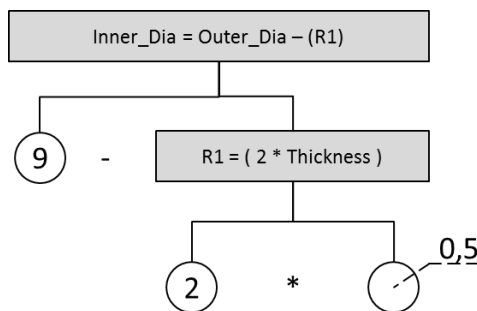 Inner_Dia = Outer_Dia – (R1)
9 - R1 = ( 2 * Thickness )
0,5
2 *